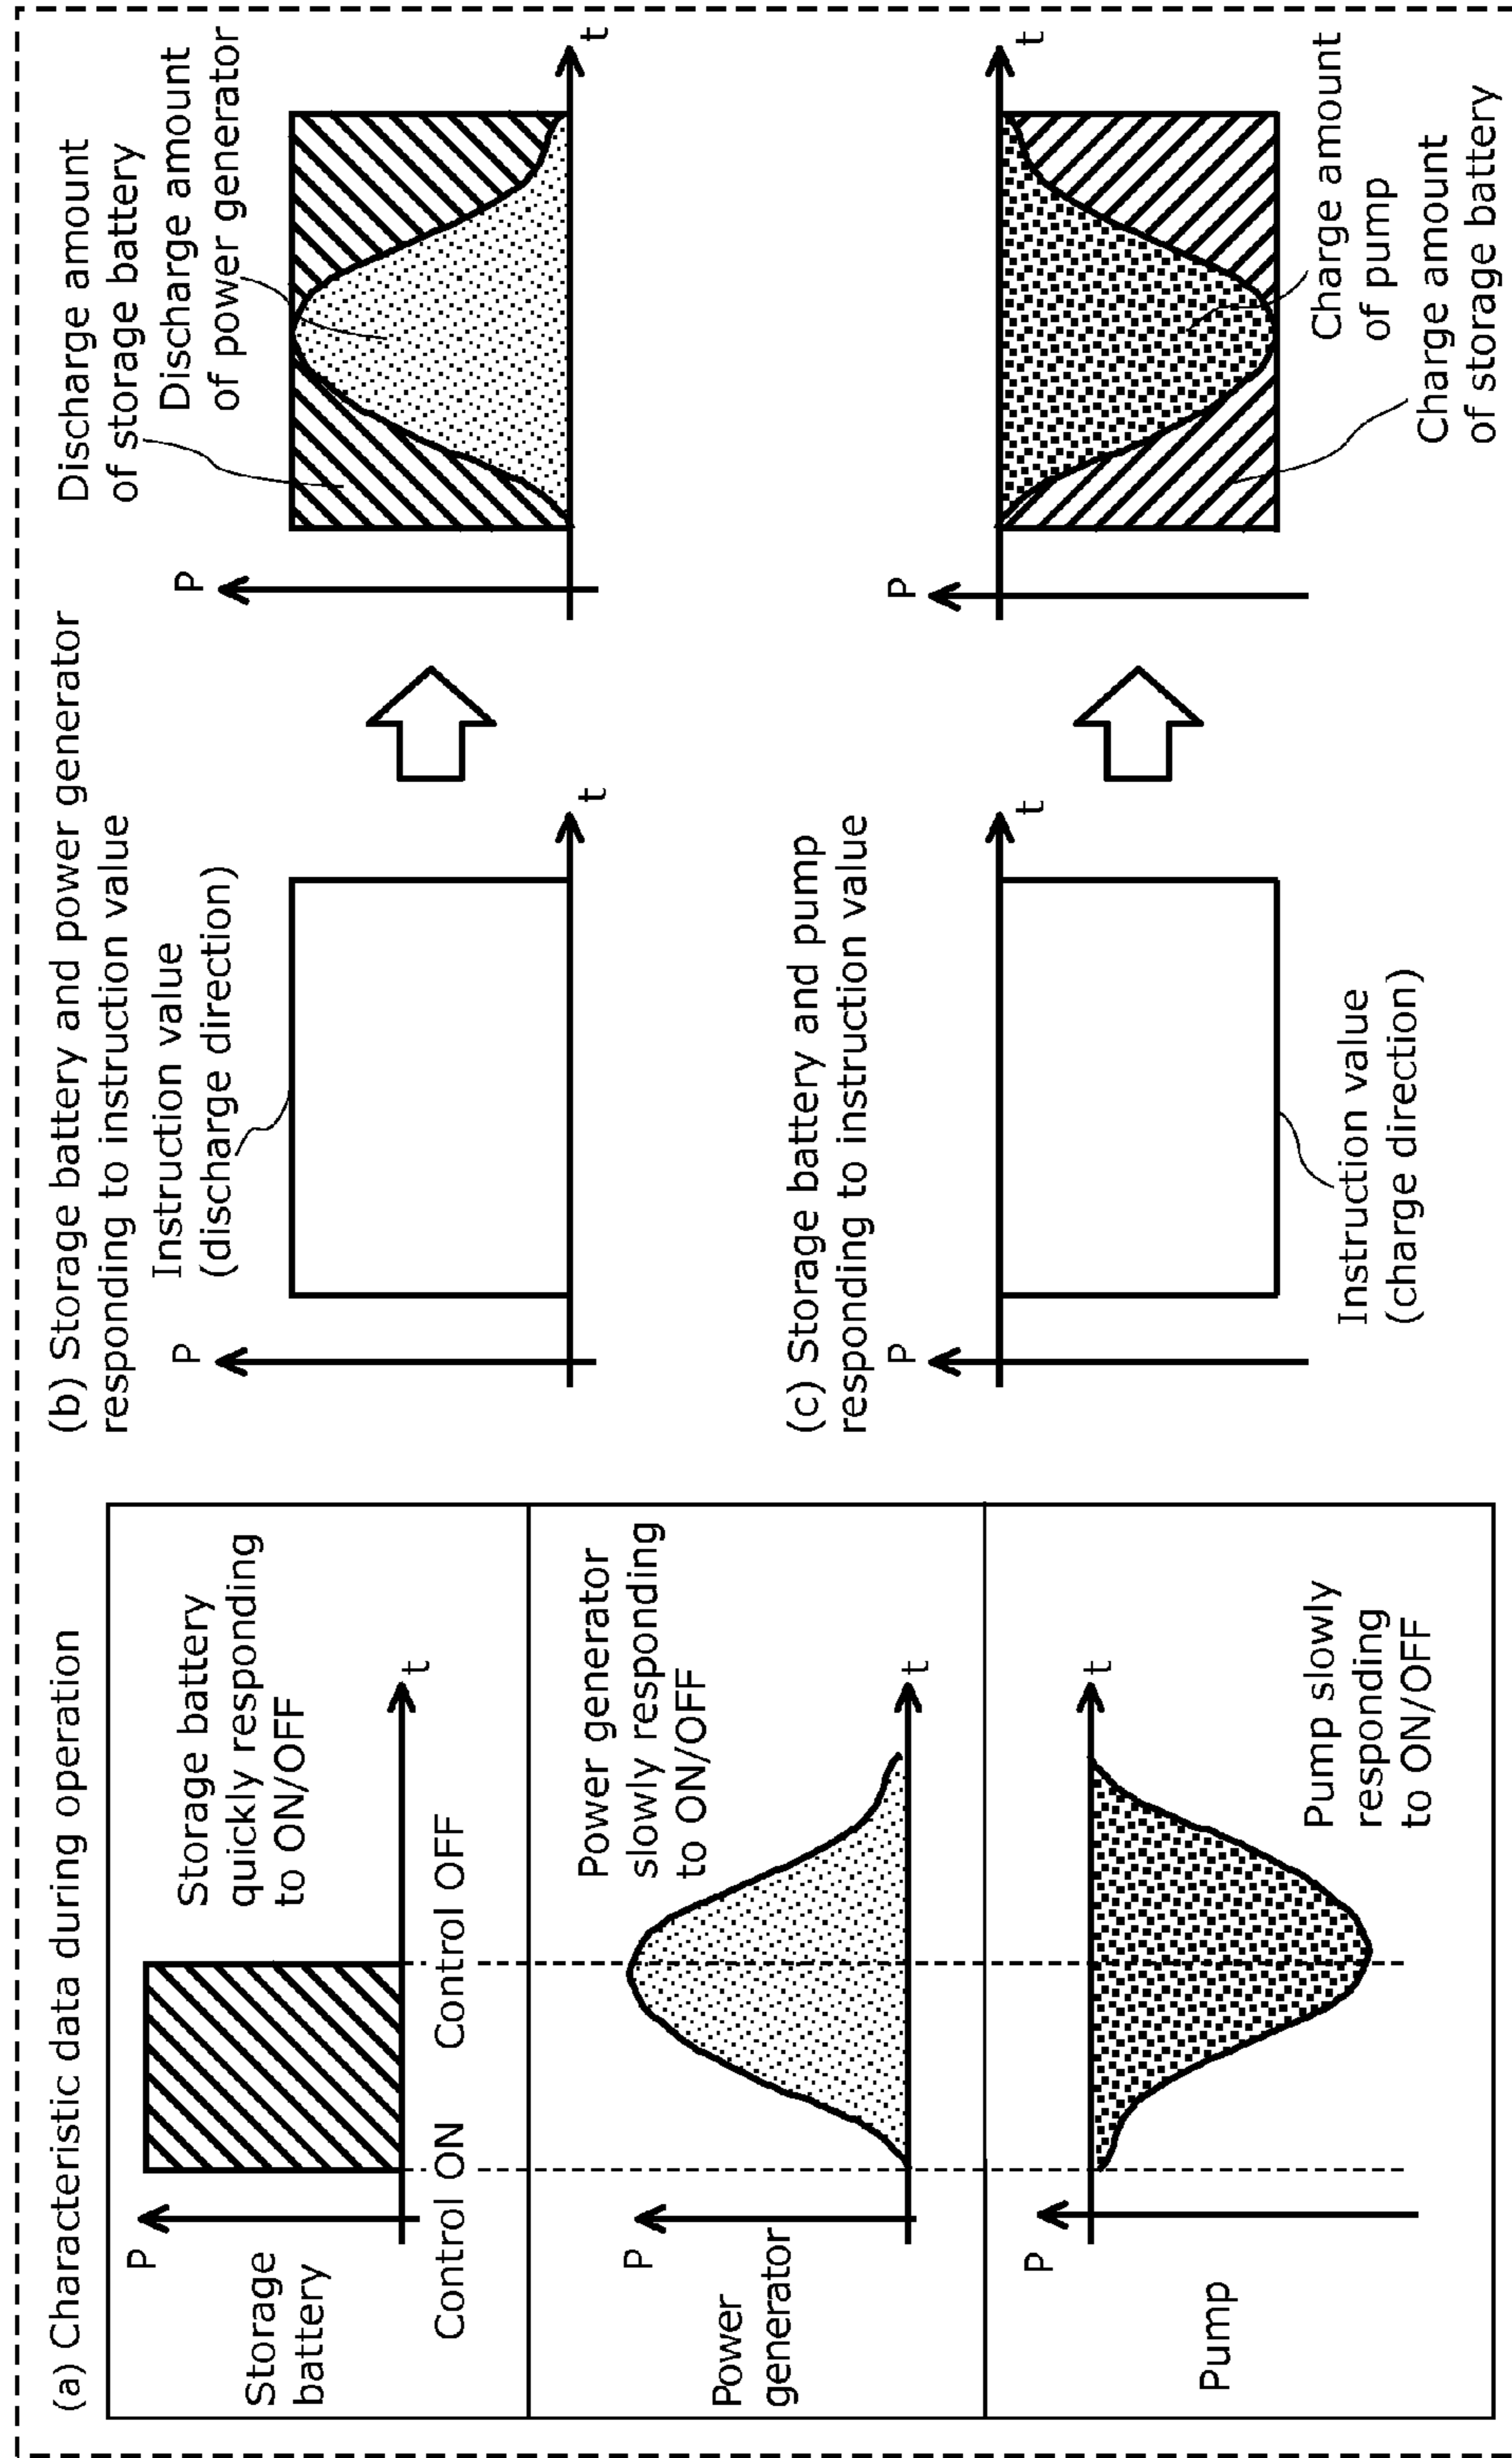 (a) Characteristic data during operation
P
Storage
battery
Storage battery
quickly responding
to ON/OFF
t
Control ON
Control OFF
P
Power
generator
Power generator
slowly responding
to ON/OFF
t
P
Pump
t
Pump slowly
responding
to ON/OFF
(b) Storage battery and power generator
responding to instruction value
Instruction value
(discharge direction)
P
t
Discharge amount
of storage battery
Discharge amount
of power generator
P
t
(c) Storage battery and pump
responding to instruction value
P
t
Instruction value
(charge direction)
P
t
Charge amount
of pump
Charge amount
of storage battery